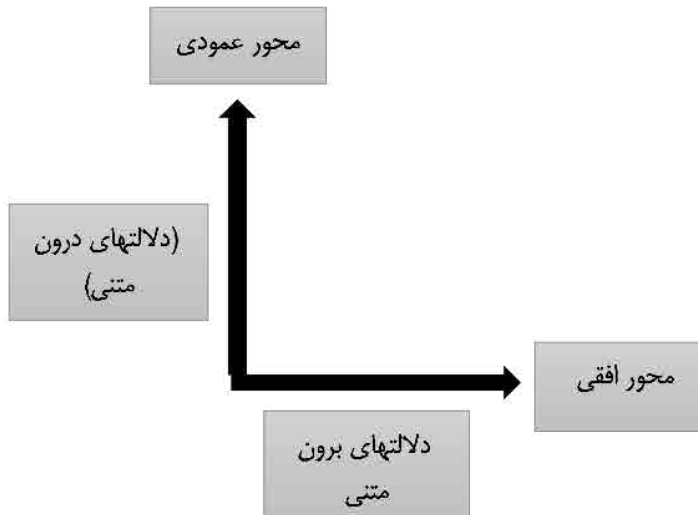 محور عمودی
(دلالتهای درون
متنی)
محور افقی
دلالتهای برون
متنی